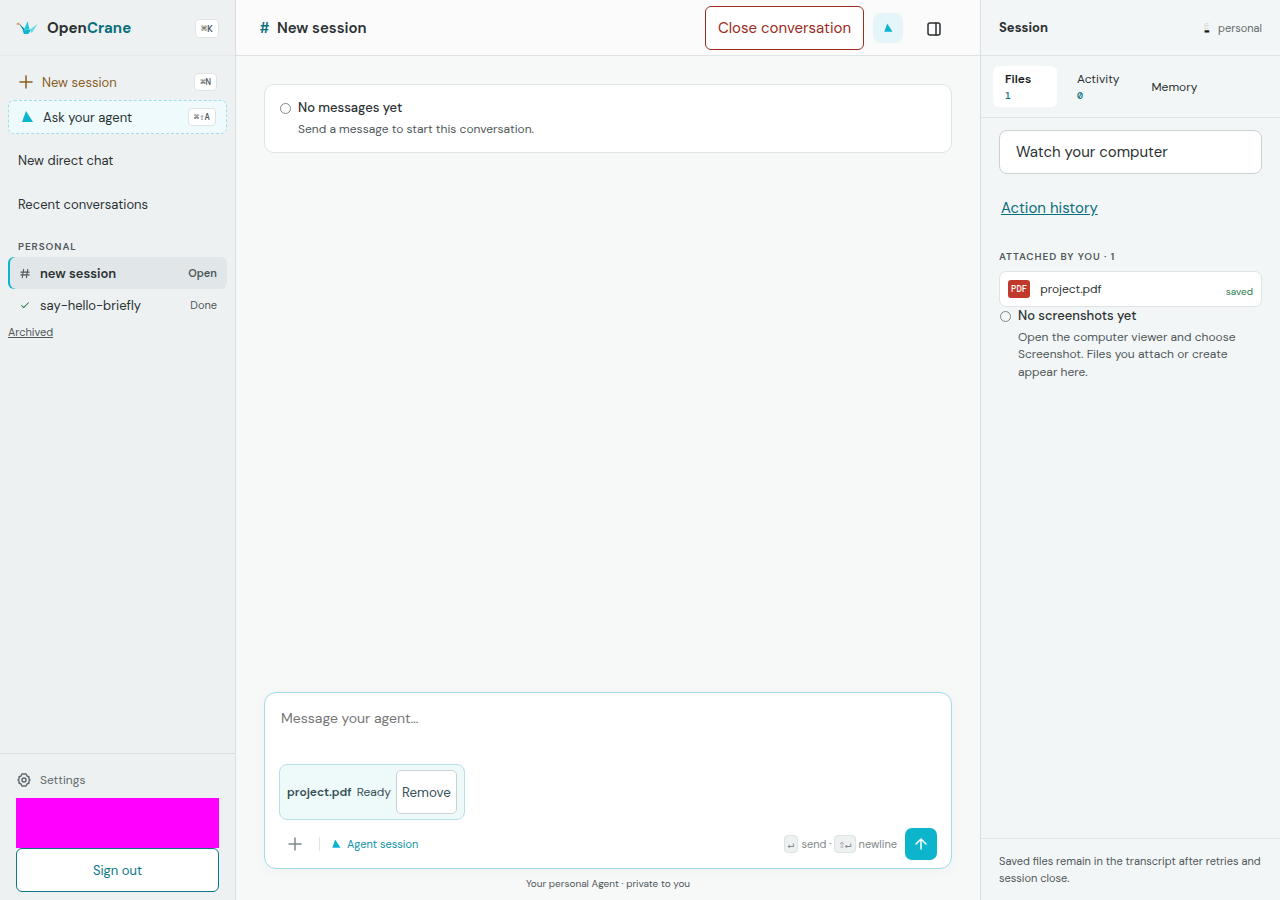 OpenCrane
⌘K
New session
⌘N
Ask your agent
⌘⇧A
New direct chat
Recent conversations
PERSONAL
new session
Open
say-hello-briefly
Done
Archived
Settings
Sign out
# New session
Close conversation
No messages yet
Send a message to start this conversation.
Message your agent…
project.pdf Ready Remove
Agent session
↵ send · ⇧↵ newline
Your personal Agent · private to you
Session
personal
Files
1
Activity
0
Memory
Watch your computer
Action history
ATTACHED BY YOU · 1
PDF project.pdf saved
No screenshots yet
Open the computer viewer and choose
Screenshot. Files you attach or create
appear here.
Saved files remain in the transcript after retries and
session close.